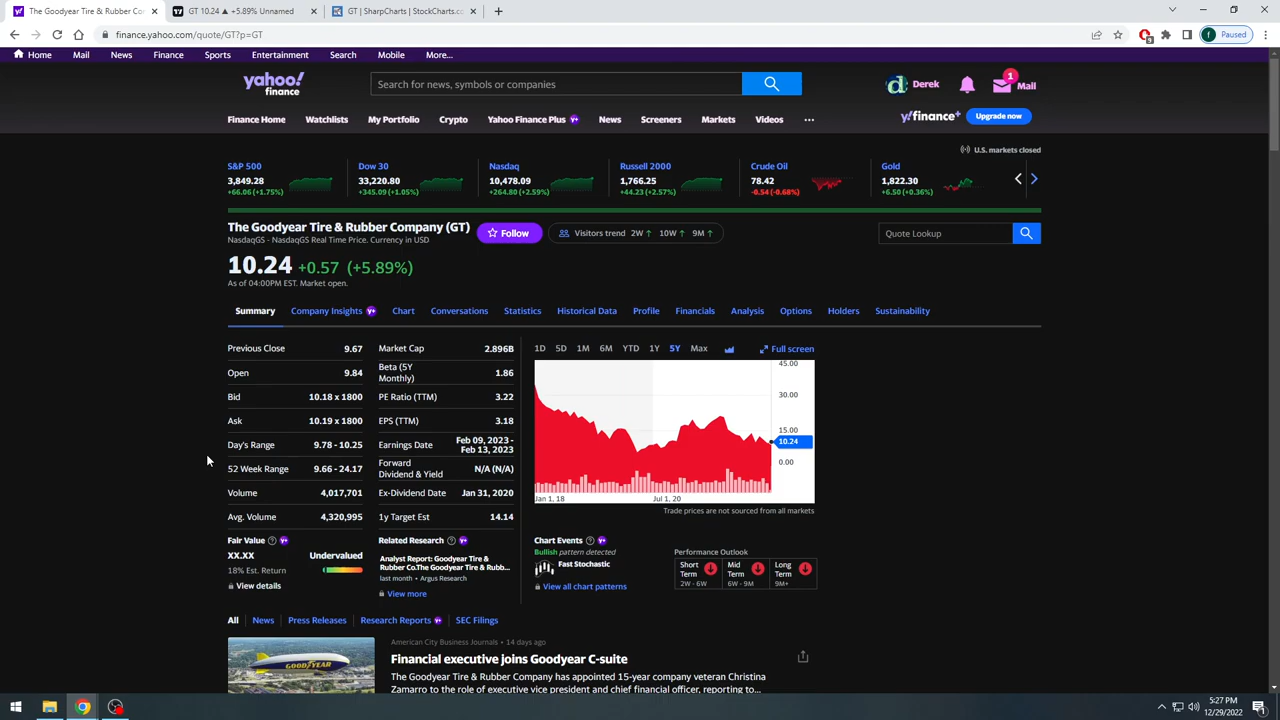 The Goodyear Tire & Rubber Co
GT 10.24 ▲ +5.89% Unnamed
GT | SharpCharts | StockCharts.co
finance.yahoo.com/quote/GT?p=GT
9
f
Paused
Home
Mail
News
Finance
Sports
Entertainment
Search
Mobile
More...
yahoo!
finance
Search for news, symbols or companies
d
Derek
1
Mail
Finance Home
Watchlists
My Portfolio
Crypto
Yahoo Finance Plus
Y+
News
Screeners
Markets
Videos
y!finance+
Upgrade now
U.S. markets closed
S&P 500
3,849.28
+66.06 (+1.75%)
Dow 30
33,220.80
+345.09 (+1.05%)
Nasdaq
10,478.09
+264.80 (+2.59%)
Russell 2000
1,766.25
+44.23 (+2.57%)
Crude Oil
78.42
-0.54 (-0.68%)
Gold
1,822.30
+6.50 (+0.36%)
The Goodyear Tire & Rubber Company (GT)
NasdaqGS - NasdaqGS Real Time Price. Currency in USD
Follow
Visitors trend 2W ↑ 10W ↑ 9M ↑
Quote Lookup
10.24 +0.57 (+5.89%)
As of 04:00PM EST. Market open.
Summary
Company Insights
Y+
Chart
Conversations
Statistics
Historical Data
Profile
Financials
Analysis
Options
Holders
Sustainability
Previous Close 9.67
Open 9.84
Bid 10.18 x 1800
Ask 10.19 x 1800
Day's Range 9.78 - 10.25
52 Week Range 9.66 - 24.17
Volume 4,017,701
Avg. Volume 4,320,995
Market Cap 2.896B
Beta (5Y
Monthly) 1.86
PE Ratio (TTM) 3.22
EPS (TTM) 3.18
Earnings Date Feb 09, 2023 -
Feb 13, 2023
Forward
Dividend & Yield N/A (N/A)
Ex-Dividend Date Jan 31, 2020
1y Target Est 14.14
1D 5D 1M 6M YTD 1Y 5Y Max
Full screen
45.00
30.00
15.00
10.24
0.00
Jan 1, 18
Jul 1, 20
Trade prices are not sourced from all markets
Fair Value ? Y+
XX.XX Undervalued
18% Est. Return
View details
Related Research ? Y+
Analyst Report: Goodyear Tire &
Rubber Co.The Goodyear Tire & Rubb...
last month • Argus Research
View more
Chart Events ? Y+
Bullish pattern detected
Fast Stochastic
View all chart patterns
Performance Outlook
Short
Term
2W - 6W
Mid
Term
6W - 9M
Long
Term
9M+
All
News
Press Releases
Research Reports
Y+
SEC Filings
GOODYEAR
American City Business Journals • 14 days ago
Financial executive joins Goodyear C-suite
The Goodyear Tire & Rubber Company has appointed 15-year company veteran Christina
Zamarro to the role of executive vice president and chief financial officer, reporting to...
5:27 PM
12/29/2022
1